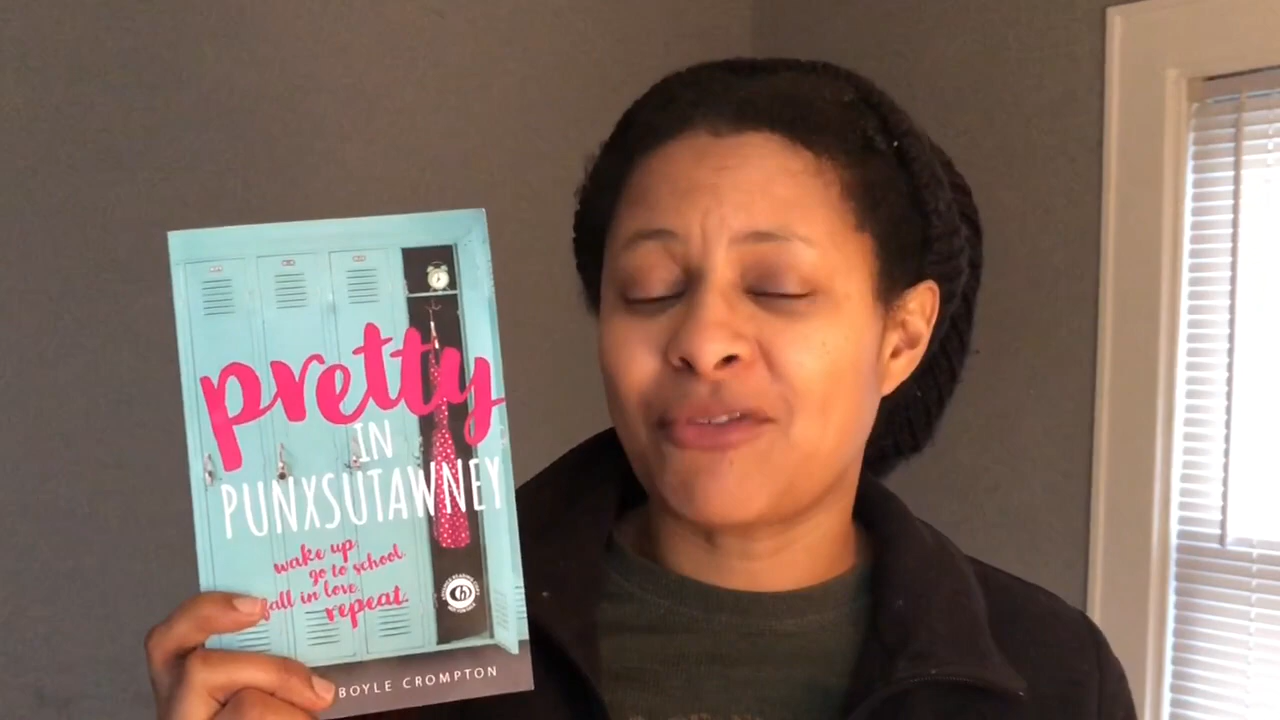 pretty
IN
PUNXSUTAWNEY
wake up.
go to school.
fall in love.
repeat.
BOYLE CROMPTON